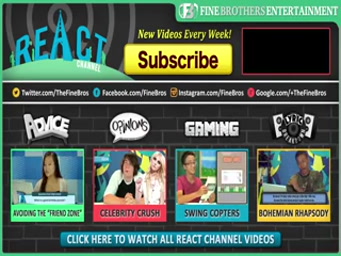 FINE BROTHERS ENTERTAINMENT
REACT
CHANNEL
New Videos Every Week!
Subscribe
Twitter.com/TheFineBros
Facebook.com/FineBros
Instagram.com/FineBros
Google.com/+TheFineBros
ADVICE
OPINIONS
GAMING
LYRIC
BREAKDOWN
AVOIDING THE "FRIEND ZONE"
CELEBRITY CRUSH
SWING COPTERS
BOHEMIAN RHAPSODY
CLICK HERE TO WATCH ALL REACT CHANNEL VIDEOS